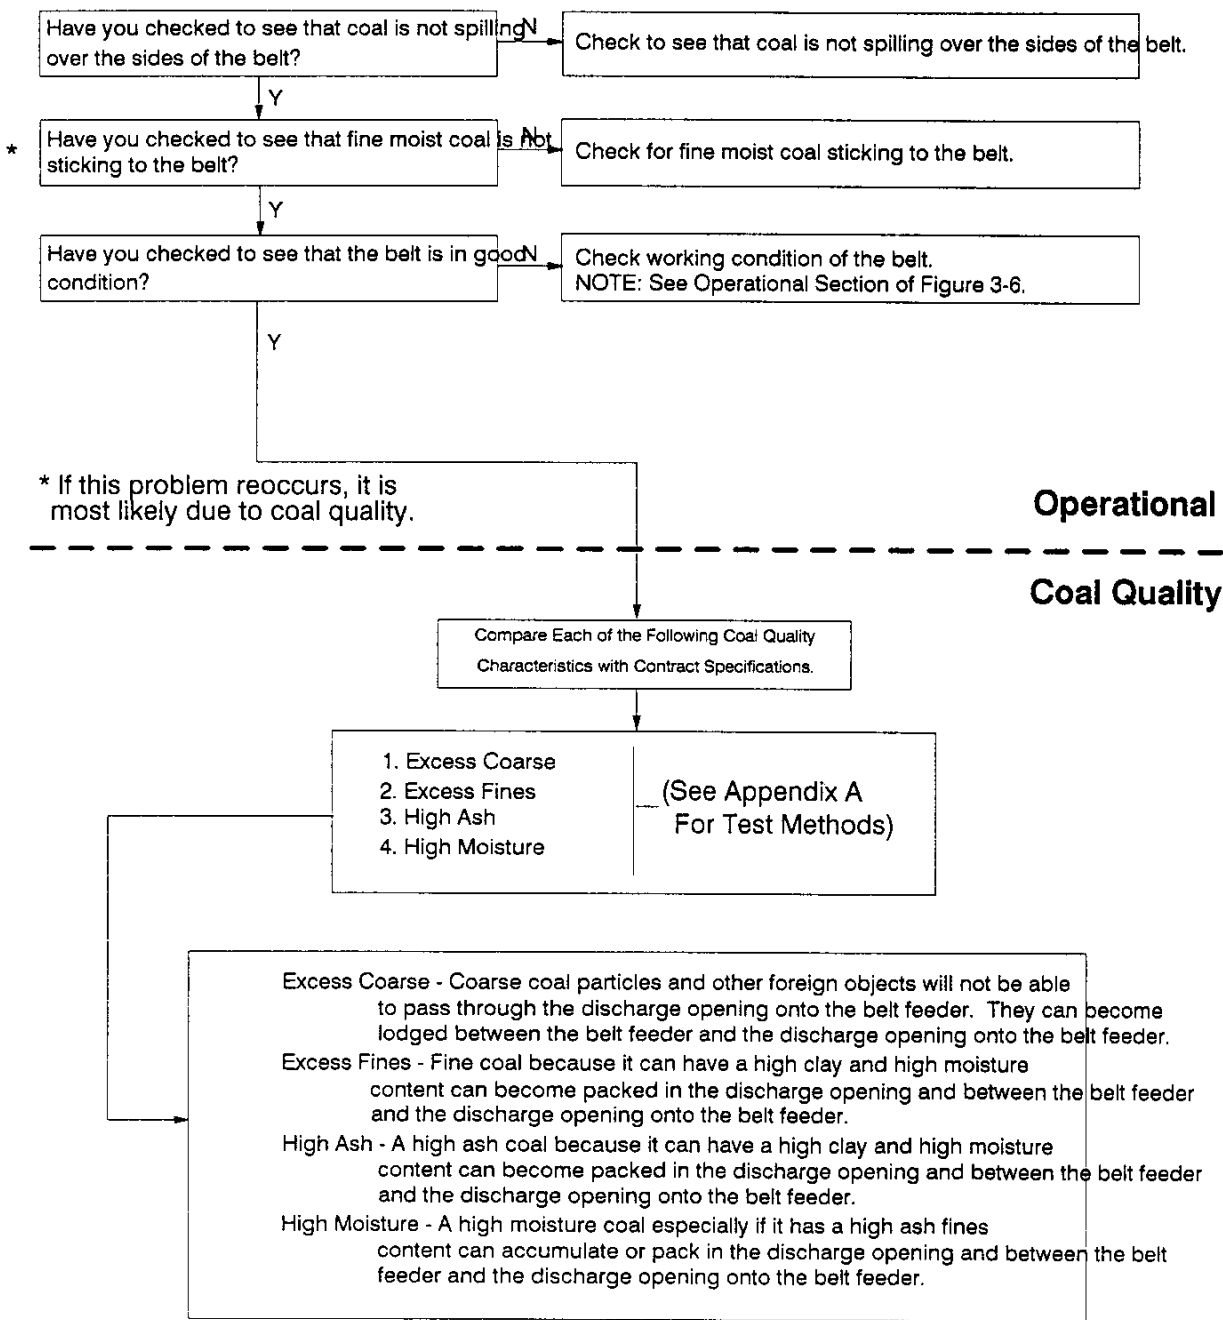 Have you checked to see that coal is not spilling N
over the sides of the belt?
Check to see that coal is not spilling over the sides of the belt.
Y
*
Have you checked to see that fine moist coal is not N
sticking to the belt?
Check for fine moist coal sticking to the belt.
Y
Have you checked to see that the belt is in good N
condition?
Check working condition of the belt.
NOTE: See Operational Section of Figure 3-6.
Y
* If this problem reoccurs, it is
most likely due to coal quality.
Operational
Coal Quality
Compare Each of the Following Coal Quality
Characteristics with Contract Specifications.
1. Excess Coarse
2. Excess Fines
3. High Ash
4. High Moisture
(See Appendix A
For Test Methods)
Excess Coarse - Coarse coal particles and other foreign objects will not be able
to pass through the discharge opening onto the belt feeder. They can become
lodged between the belt feeder and the discharge opening onto the belt feeder.
Excess Fines - Fine coal because it can have a high clay and high moisture
content can become packed in the discharge opening and between the belt feeder
and the discharge opening onto the belt feeder.
High Ash - A high ash coal because it can have a high clay and high moisture
content can become packed in the discharge opening and between the belt feeder
and the discharge opening onto the belt feeder.
High Moisture - A high moisture coal especially if it has a high ash fines
content can accumulate or pack in the discharge opening and between the belt
feeder and the discharge opening onto the belt feeder.